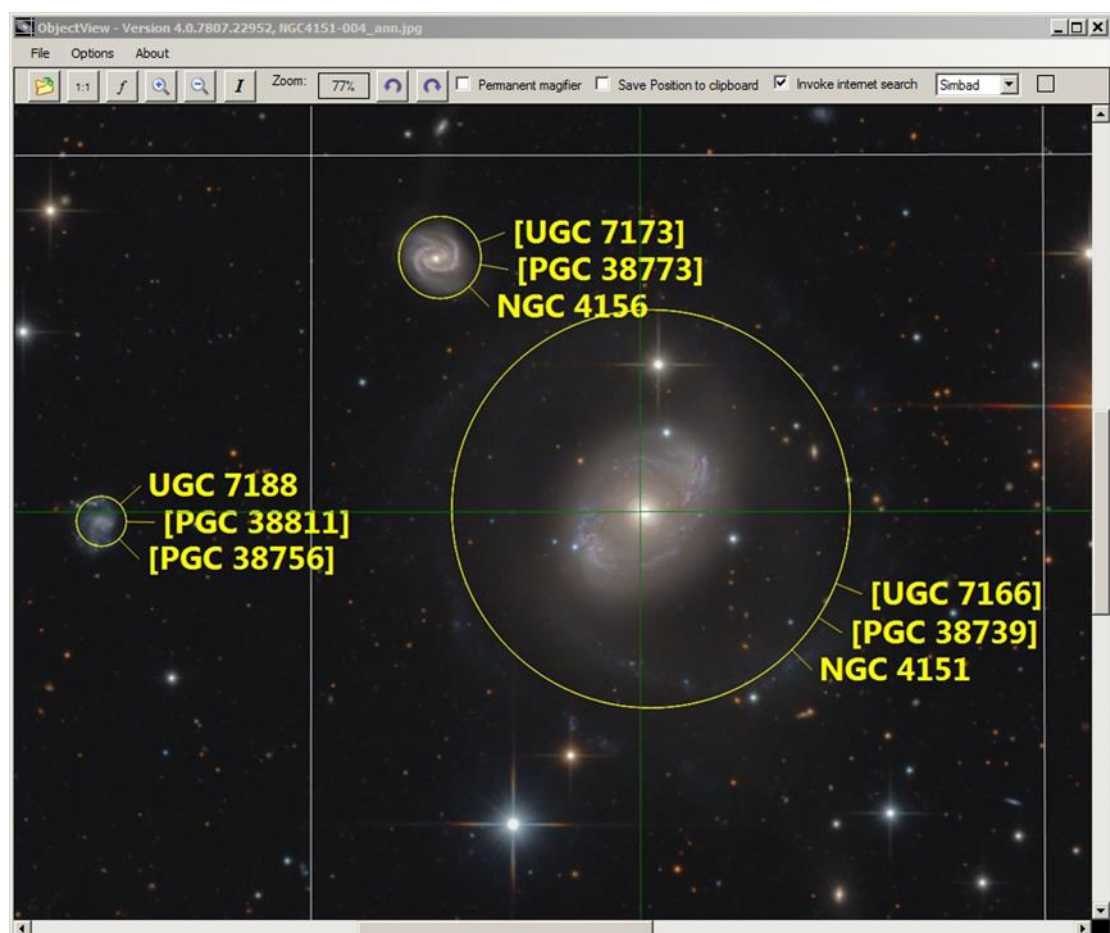 ObjectView - Version 4.0.7807.22952, NGC4151-004_ann.jpg
File Options About
1:1 f I Zoom: 77% Permanent magifier Save Position to clipboard Invoke internet search Simbad
[UGC 7173]
[PGC 38773]
NGC 4156
UGC 7188
[PGC 38811]
[PGC 38756]
[UGC 7166]
[PGC 38739]
NGC 4151